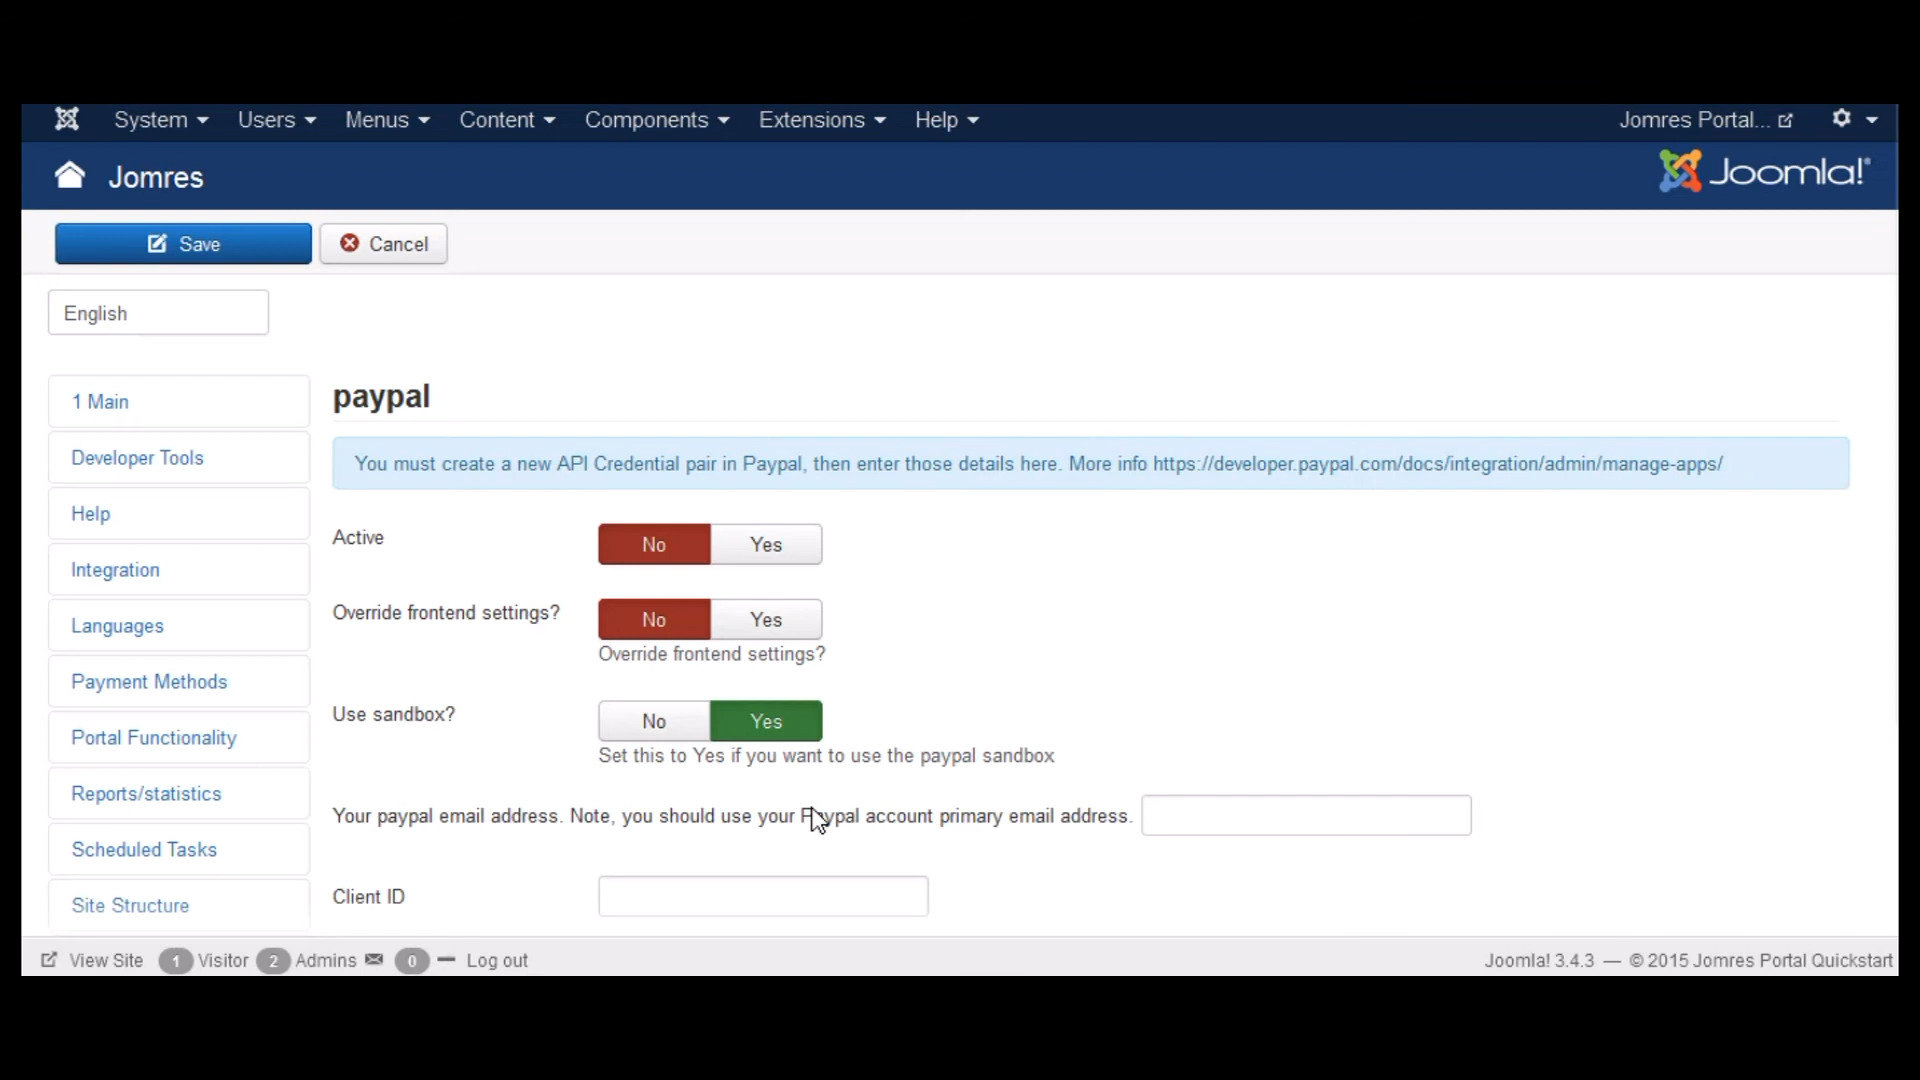 System Users Menus Content Components Extensions Help Jomres Portal...
Jomres Joomla!®
Save Cancel
English
1 Main
Developer Tools
Help
Integration
Languages
Payment Methods
Portal Functionality
Reports/statistics
Scheduled Tasks
Site Structure
paypal
You must create a new API Credential pair in Paypal, then enter those details here. More info https://developer.paypal.com/docs/integration/admin/manage-apps/
Active No Yes
Override frontend settings? No Yes
Override frontend settings?
Use sandbox? No Yes
Set this to Yes if you want to use the paypal sandbox
Your paypal email address. Note, you should use your Paypal account primary email address.
Client ID
View Site 1 Visitor 2 Admins 0 Log out Joomla! 3.4.3 — © 2015 Jomres Portal Quickstart